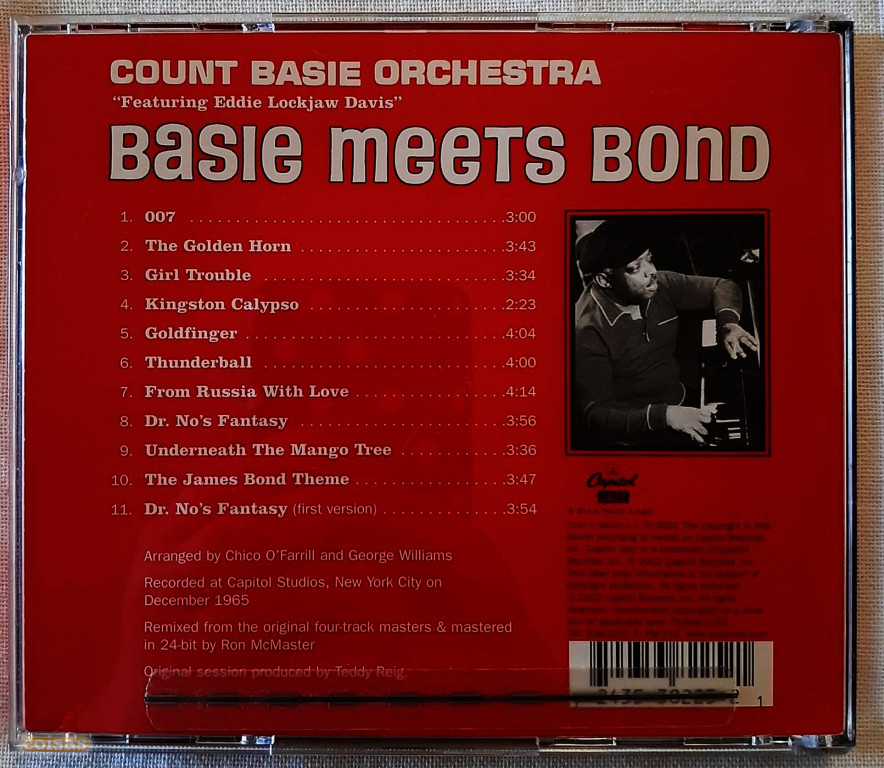 COUNT BASIE ORCHESTRA
“Featuring Eddie Lockjaw Davis”
BASIE MEETS BOND
1. 007 3:00
2. The Golden Horn 3:43
3. Girl Trouble 3:34
4. Kingston Calypso 2:23
5. Goldfinger 4:04
6. Thunderball 4:00
7. From Russia With Love 4:14
8. Dr. No’s Fantasy 3:56
9. Underneath The Mango Tree 3:36
10. The James Bond Theme 3:47
11. Dr. No’s Fantasy (first version) 3:54
Arranged by Chico O’Farrill and George Williams
Recorded at Capitol Studios, New York City on
December 1965
Remixed from the original four-track masters & mastered
in 24-bit by Ron McMaster
Original session produced by Teddy Reig.
Capitol
1
coisas